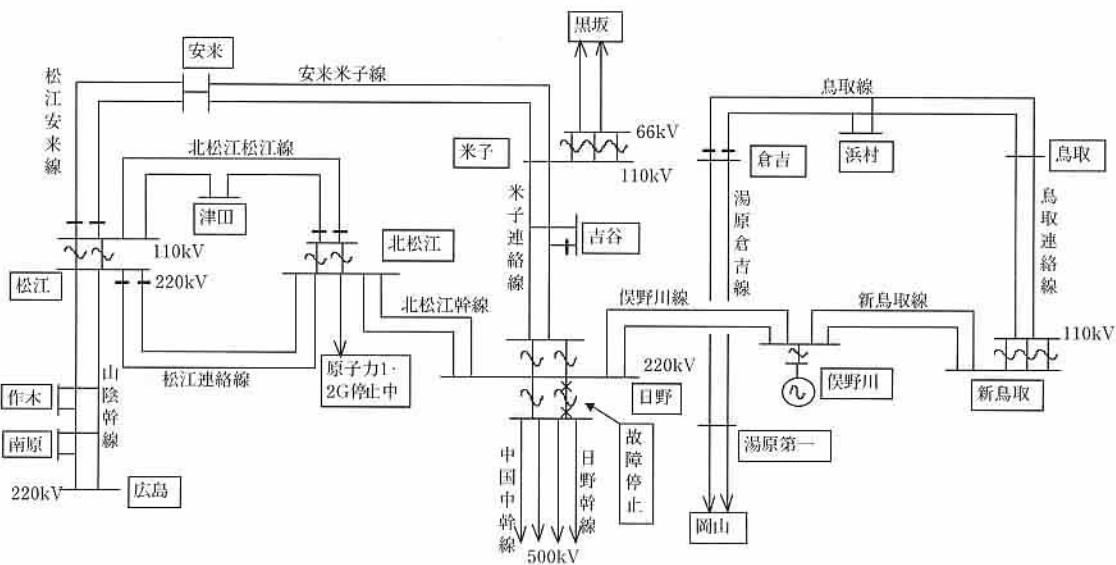 黒坂
安来
安来米子線
鳥取線
松江安来線
66kV
北松江松江線
米子
110kV
倉吉
浜村
鳥取
津田
米子連絡線
吉谷
湯原倉吉線
鳥取連絡線
110kV
北松江
松江
220kV
北松江幹線
俣野川線
新鳥取線
110kV
松江連絡線
原子力1・
2G停止中
220kV
日野
俣野川
新鳥取
作木
山陰幹線
南原
故障停止
湯原第一
中国中幹線
日野幹線
220kV
広島
岡山
500kV